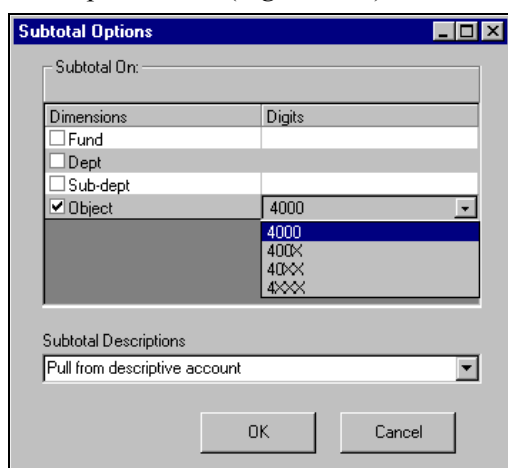 Subtotal Options
Subtotal On:
Dimensions Digits
Fund
Dept
Sub-dept
Object 4000
4000
400X
40XX
4XXX
Subtotal Descriptions
Pull from descriptive account
OK Cancel